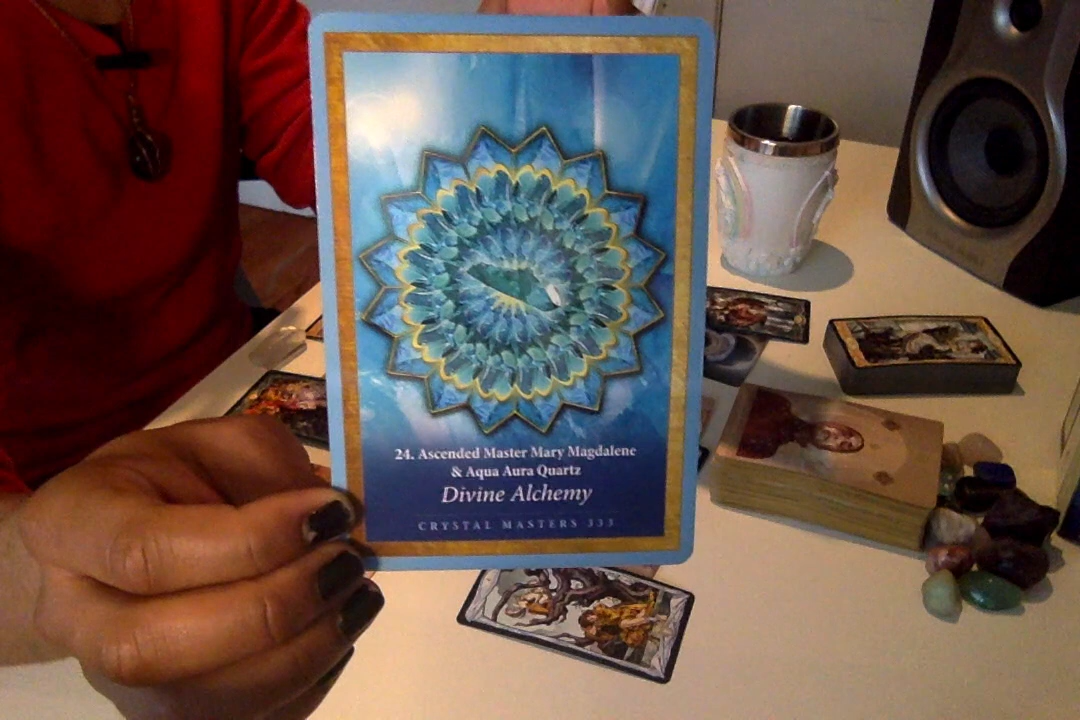 24. Ascended Master Mary Magdalene
& Aqua Aura Quartz
Divine Alchemy
CRYSTAL MASTERS 333